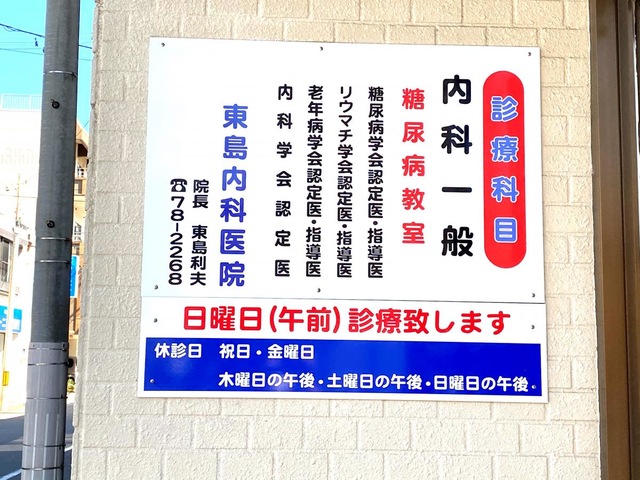 診療科目
内科一般
糖尿病教室
糖尿病学会認定医・指導医
リウマチ学会認定医・指導医
老年病学会認定医・指導医
内科学会認定医
東島内科医院
院長 東島利夫
☎78-2268
日曜日(午前)診療致します
休診日 祝日・金曜日
木曜日の午後・土曜日の午後・日曜日の午後